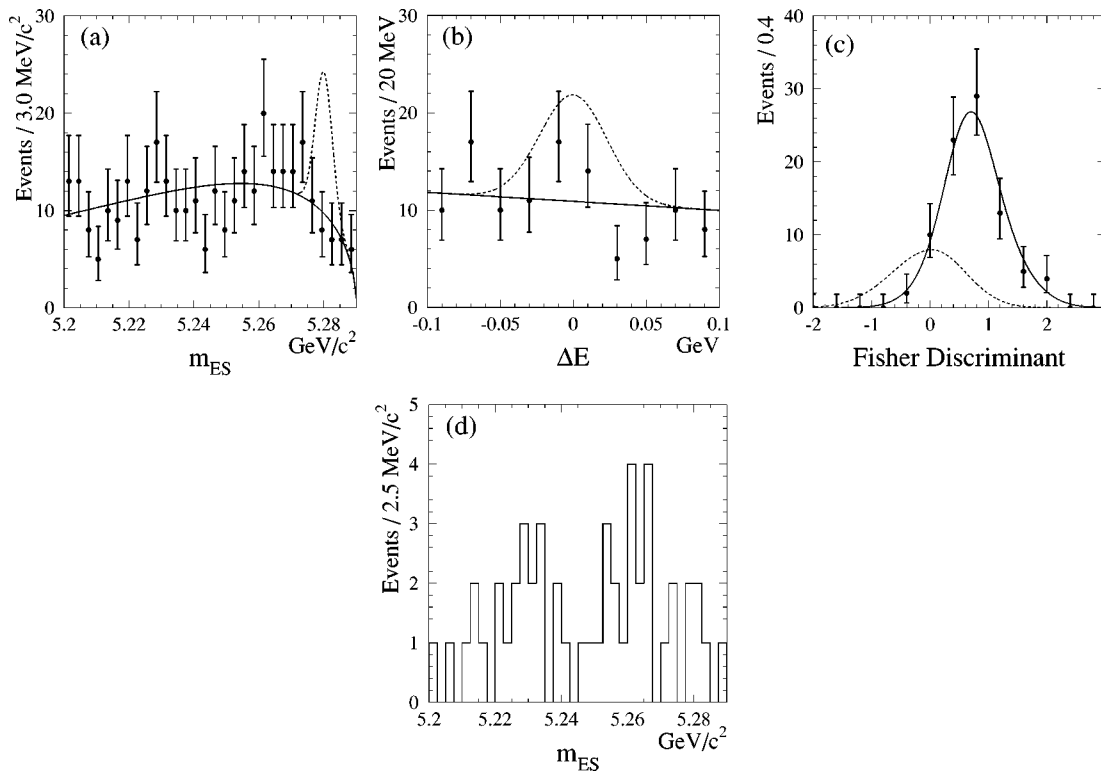 (a)
Events / 3.0 MeV/c²
30
20
10
0
5.2 5.22 5.24 5.26 5.28
GeV/c²
m_ES
(b)
Events / 20 MeV
30
20
10
0
-0.1 -0.05 0 0.05 0.1
GeV
ΔE
(c)
Events / 0.4
40
30
20
10
0
-2 -1 0 1 2
Fisher Discriminant
(d)
Events / 2.5 MeV/c²
5
4
3
2
1
0
5.2 5.22 5.24 5.26 5.28
GeV/c²
m_ES